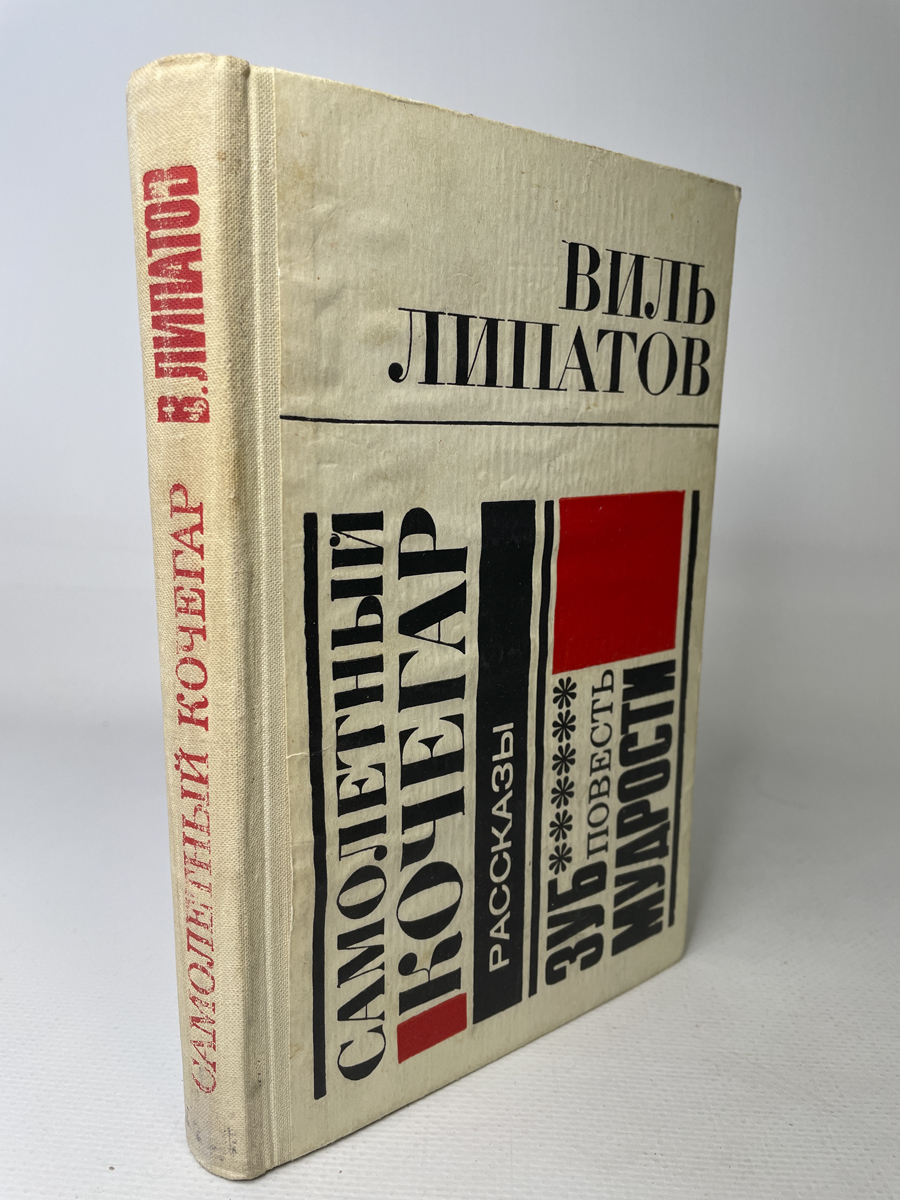 В. ЛИПАТОВ
САМОЛЕТНЫЙ КОЧЕГАР
ВИЛЬ
ЛИПАТОВ
САМОЛЕТНЫЙ
КОЧЕГАР
РАССКАЗЫ
ЗУБ*******
ПОВЕСТЬ
МУДРОСТИ